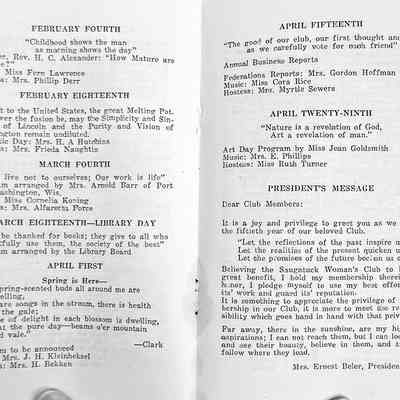 FEBRUARY FOURTH
"Childhood shows the man
as morning shows the day"
Rev. H. C. Alexander: "How Mature are
Miss Fern Lawrence
Mrs. Phillip Derr
FEBRUARY EIGHTEENTH
to the United States, the great Melting Pot.
the fusion be, may the Simplicity and Sin-
of Lincoln and the Purity and Vision of
remain undiluted.
Day: Mrs. H. A Hutchins
Mrs. Frieda Naughtin
MARCH FOURTH
live not to ourselves; Our work is life"
arranged by Mrs. Arnold Barr of Port
Wis.
Miss Cornelia Koning
Mrs. Alfaretta Force
MARCH EIGHTEENTH—LIBRARY DAY
be thanked for books; they give to all who
use them, the society of the best"
arranged by the Library Board
APRIL FIRST
Spring is Here—
buds all around me are
are songs in the stream, there is health
the gale;
of delight in each blossom is dwelling,
the pure day—beams o'er mountain
vale."
—Clark
to be announced
Mrs. J. H. Kleinheksel
Mrs. H. Bekken
APRIL FIFTEENTH
"The good of our club, our first thought and
as we carefully vote for each friend"
Annual Business Reports
Federations Reports: Mrs. Gordon Hoffman
Music: Miss Cora Rice
Hostess: Mrs. Myrtle Sewers
APRIL TWENTY-NINTH
"Nature is a revelation of God,
Art a revelation of man."
Art Day Program by Miss Jean Goldsmith
Music: Mrs. E. Phillips
Hostess: Miss Ruth Turner
PRESIDENT'S MESSAGE
Dear Club Members:
It is a joy and privilege to greet you as we
the fiftieth year of our beloved Club.
"Let the reflections of the past inspire
Let the realities of the present quicken
Let the promises of the future
Believing the Saugatuck Woman's Club to
great benefit, I hold my membership therein
honor, I pledge myself to use my best effort
its' work and guard its' reputation.
It is something to appreciate the privilege of
bership in our Club, it is more to meet the
sibility which goes hand in hand with that
Far away, there in the sunshine, are my
aspirations; I can not reach them, but I can
and see their beauty, believe in them, and
follow where they lead.
Mrs. Ernest Beler, President